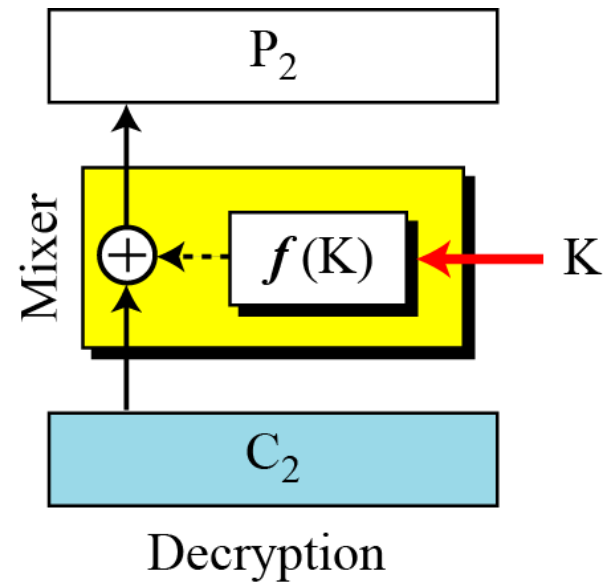 P₂
Mixer
f(K)
K
C₂
Decryption